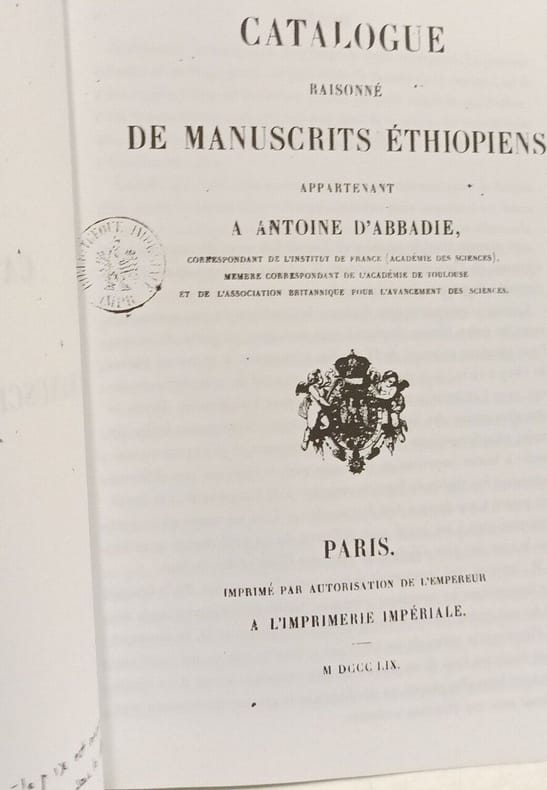 CATALOGUE
RAISONNÉ
DE MANUSCRITS ÉTHIOPIENS
APPARTENANT
A ANTOINE D'ABBADIE,
CORRESPONDANT DE L'INSTITUT DE FRANCE (ACADÉMIE DES SCIENCES),
MEMBRE CORRESPONDANT DE L'ACADÉMIE DE TOULOUSE
ET DE L'ASSOCIATION BRITANNIQUE POUR L'AVANCEMENT DES SCIENCES.
PARIS.
IMPRIMÉ PAR AUTORISATION DE L'EMPEREUR
A L'IMPRIMERIE IMPÉRIALE.
M DCCC LIX.